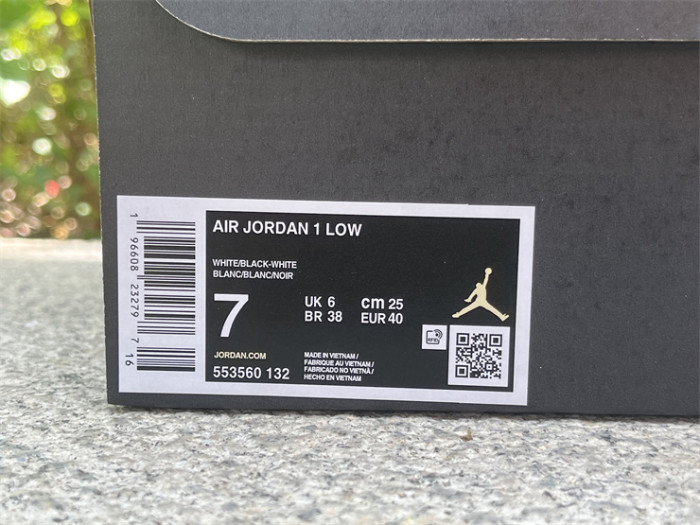 AIR JORDAN 1 LOW
WHITE/BLACK-WHITE
BLANC/BLANC/NOIR
7
UK 6
BR 38
cm 25
EUR 40
JORDAN.COM
553560 132
MADE IN VIETNAM /
FABRIQUE AU VIETNAM /
FABRICADO NO VIETNÃ /
HECHO EN VIETNAM
RFID
1 96608 23279 7 16